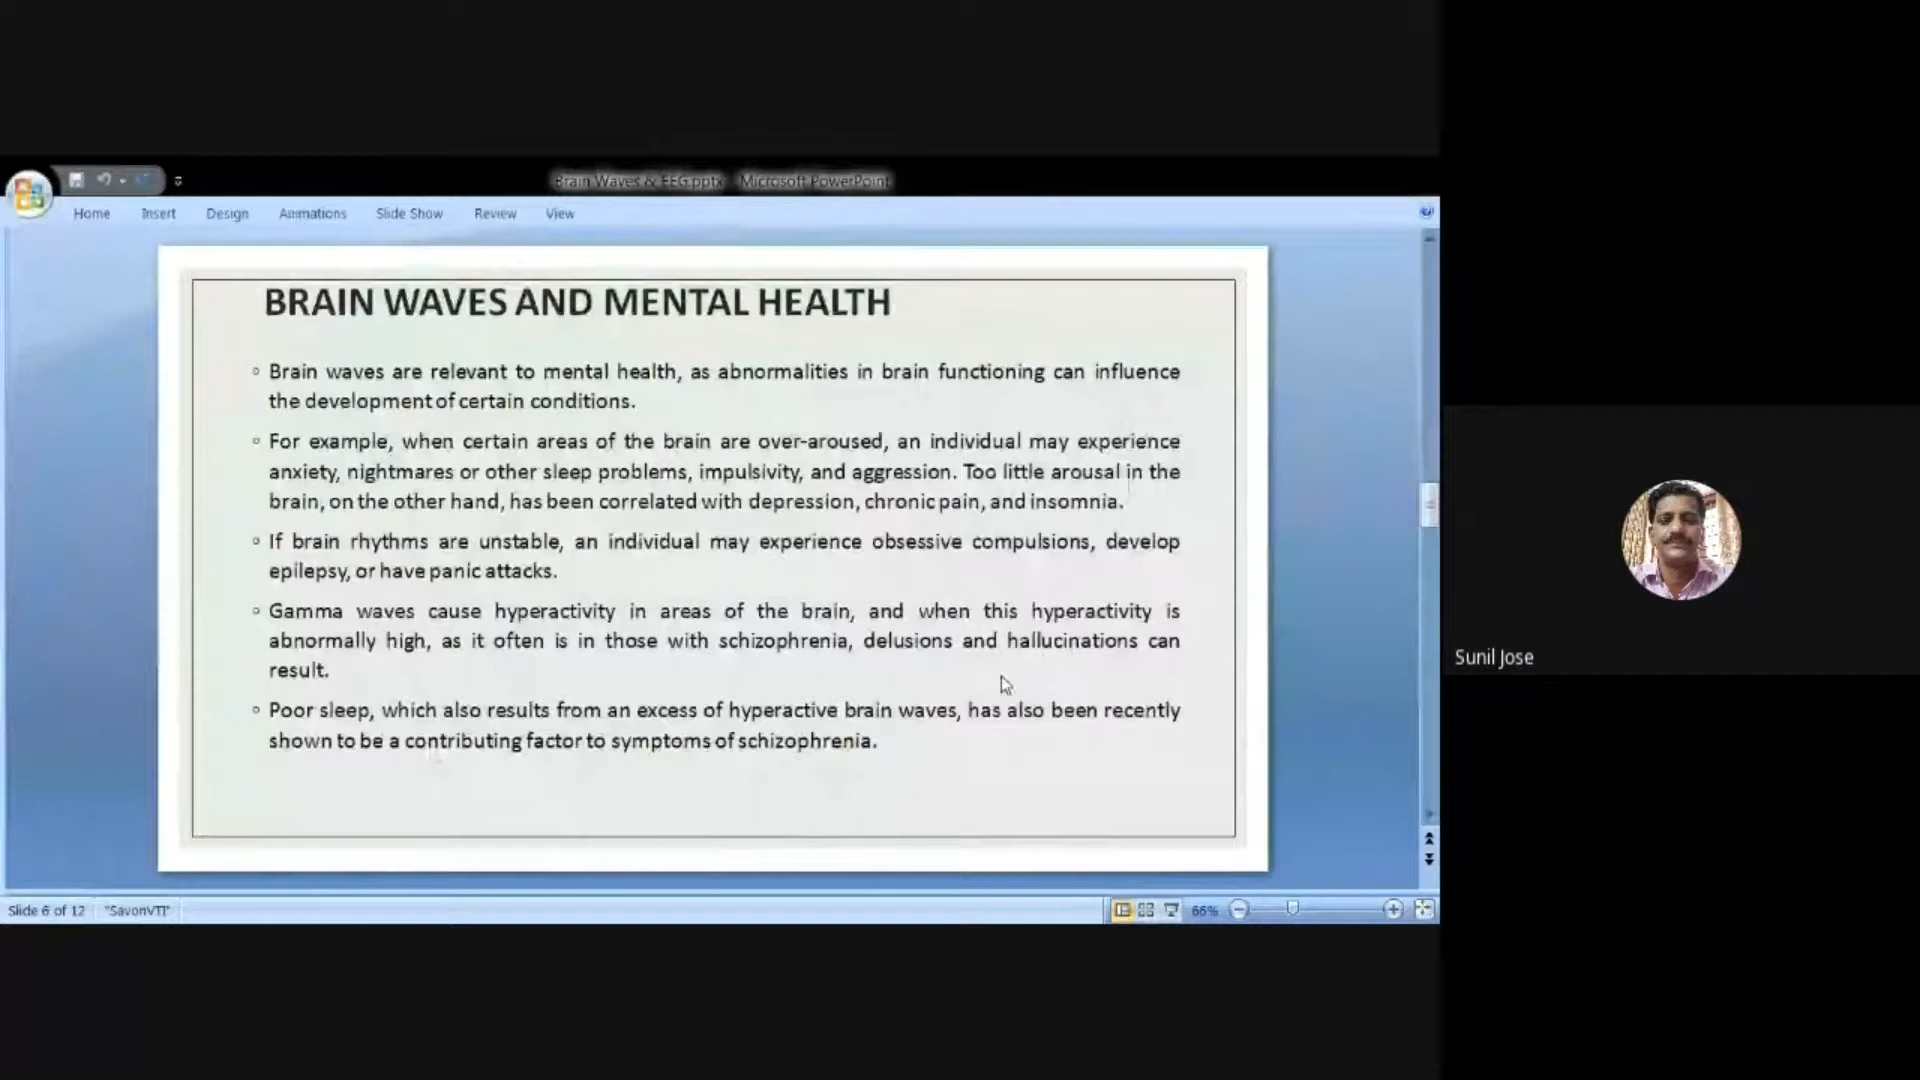 Brain Waves & EEG.pptx - Microsoft PowerPoint
Home Insert Design Animations Slide Show Review View
BRAIN WAVES AND MENTAL HEALTH
◦ Brain waves are relevant to mental health, as abnormalities in brain functioning can influence
the development of certain conditions.
◦ For example, when certain areas of the brain are over-aroused, an individual may experience
anxiety, nightmares or other sleep problems, impulsivity, and aggression. Too little arousal in the
brain, on the other hand, has been correlated with depression, chronic pain, and insomnia.
◦ If brain rhythms are unstable, an individual may experience obsessive compulsions, develop
epilepsy, or have panic attacks.
◦ Gamma waves cause hyperactivity in areas of the brain, and when this hyperactivity is
abnormally high, as it often is in those with schizophrenia, delusions and hallucinations can
result.
◦ Poor sleep, which also results from an excess of hyperactive brain waves, has also been recently
shown to be a contributing factor to symptoms of schizophrenia.
Sunil Jose
Slide 6 of 12 "SavonVTI" 66%